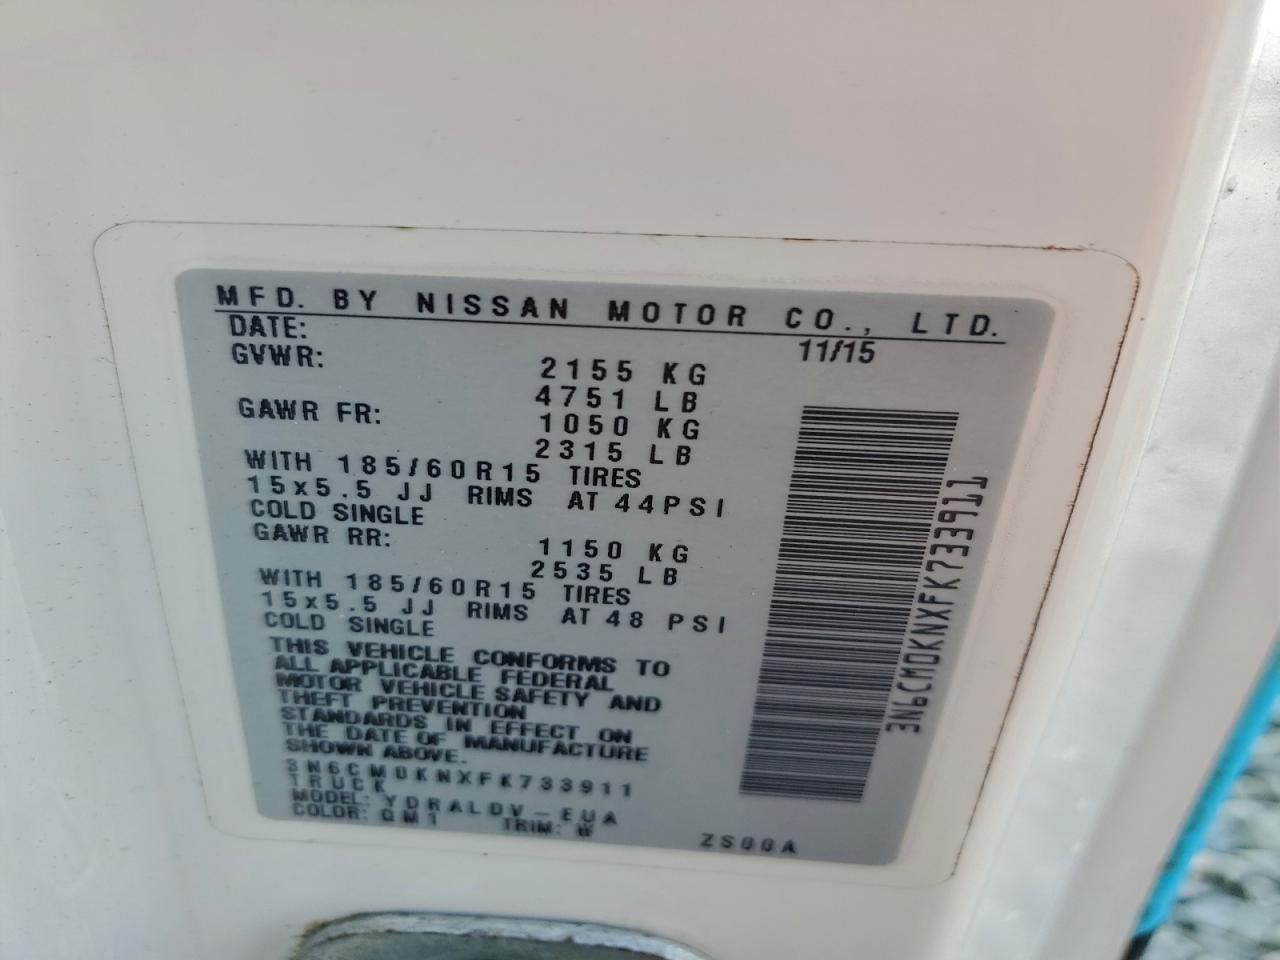 MFD. BY NISSAN MOTOR CO., LTD.
DATE: 11/15
GVWR: 2155 KG
4751 LB
GAWR FR: 1050 KG
2315 LB
WITH 185/60R15 TIRES
15x5.5 JJ RIMS AT 44PSI
COLD SINGLE
GAWR RR: 1150 KG
2535 LB
WITH 185/60R15 TIRES
15x5.5 JJ RIMS AT 48 PSI
COLD SINGLE
THIS VEHICLE CONFORMS TO
ALL APPLICABLE FEDERAL
MOTOR VEHICLE SAFETY AND
THEFT PREVENTION
STANDARDS IN EFFECT ON
THE DATE OF MANUFACTURE
SHOWN ABOVE.
3N6CM0KNXFK733911
TRUCK
MODEL: YDRALDV-EUA
COLOR: QM1 TRIM: W
ZS00A
3N6CM0KNXFK733911